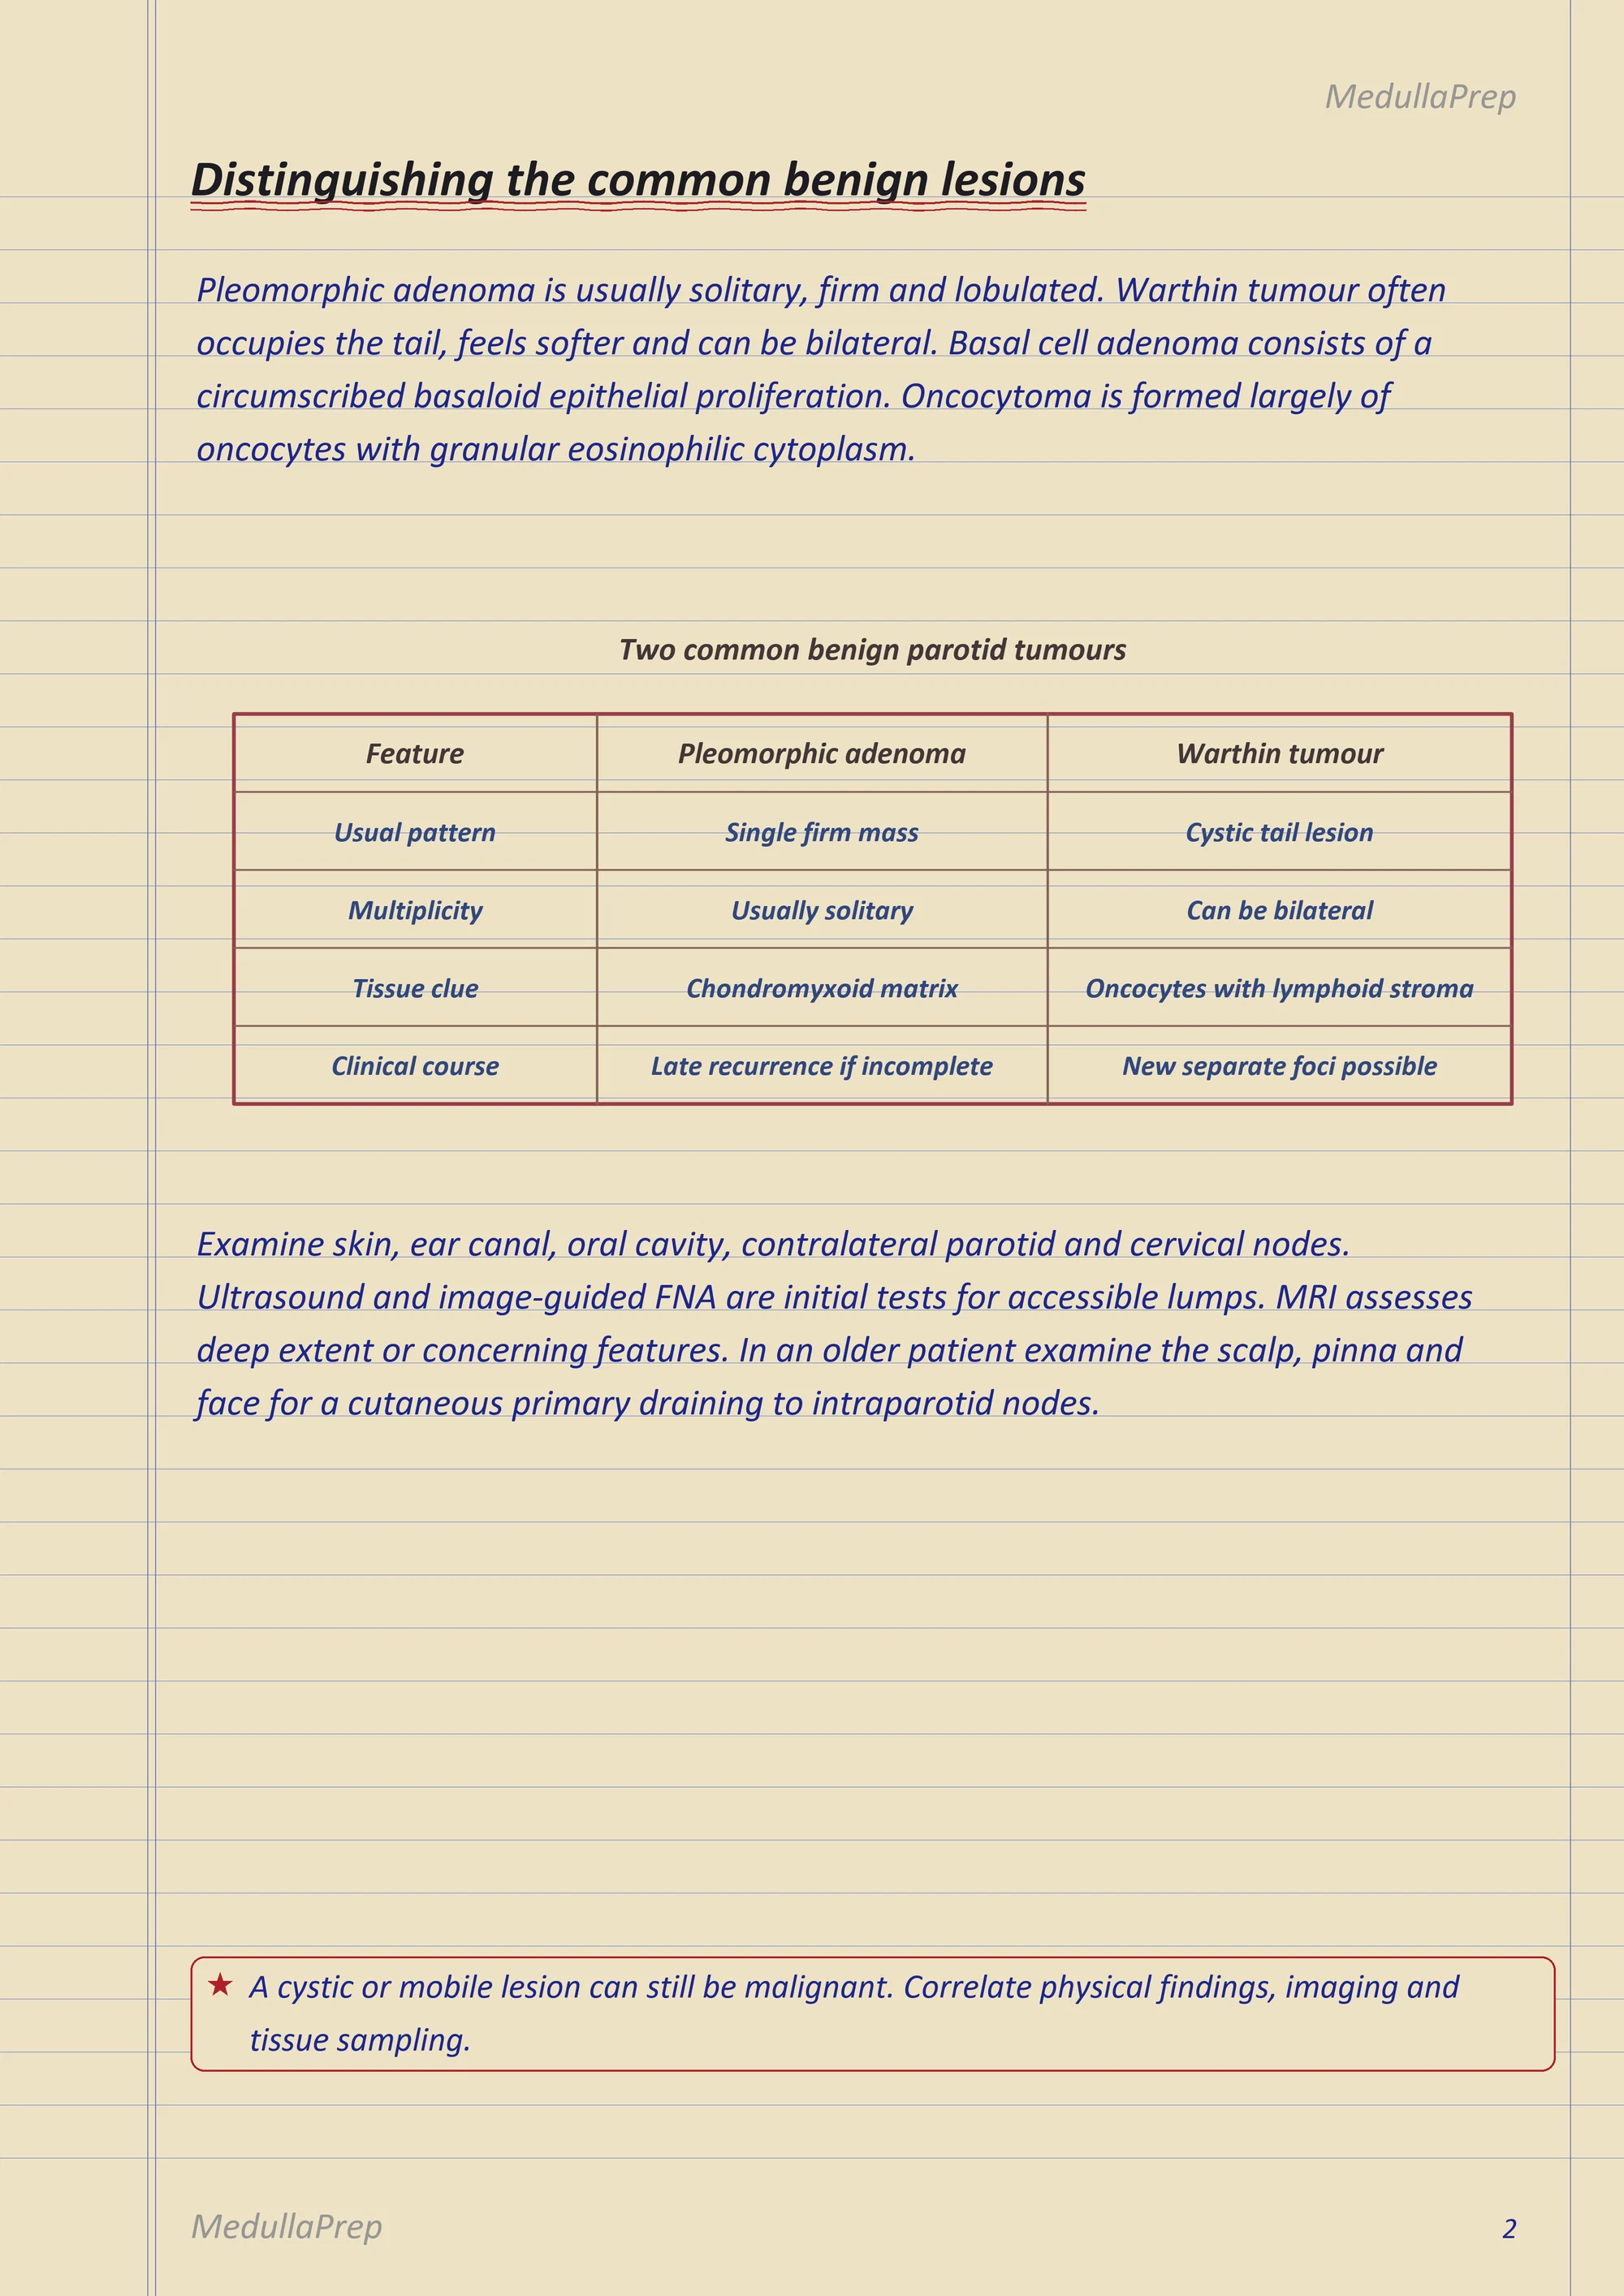 MedullaPrep
Distinguishing the common benign lesions
Pleomorphic adenoma is usually solitary, firm and lobulated. Warthin tumour often
occupies the tail, feels softer and can be bilateral. Basal cell adenoma consists of a
circumscribed basaloid epithelial proliferation. Oncocytoma is formed largely of
oncocytes with granular eosinophilic cytoplasm.
Two common benign parotid tumours
Feature Pleomorphic adenoma Warthin tumour
Usual pattern Single firm mass Cystic tail lesion
Multiplicity Usually solitary Can be bilateral
Tissue clue Chondromyxoid matrix Oncocytes with lymphoid stroma
Clinical course Late recurrence if incomplete New separate foci possible
Examine skin, ear canal, oral cavity, contralateral parotid and cervical nodes.
Ultrasound and image-guided FNA are initial tests for accessible lumps. MRI assesses
deep extent or concerning features. In an older patient examine the scalp, pinna and
face for a cutaneous primary draining to intraparotid nodes.
★ A cystic or mobile lesion can still be malignant. Correlate physical findings, imaging and
tissue sampling.
MedullaPrep 2